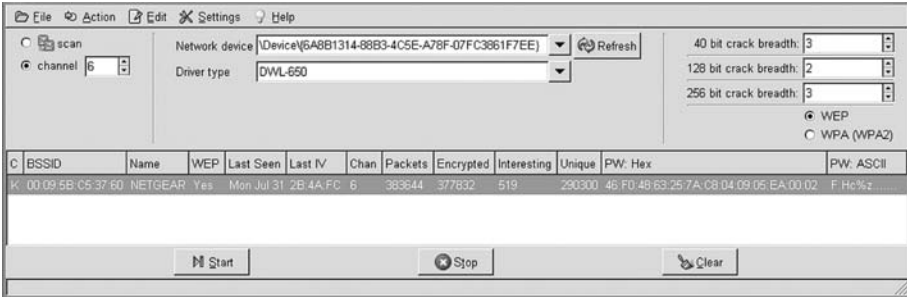 File Action Edit Settings Help
scan
channel 6
Network device \Device\{6A8B1314-88B3-4C5E-A78F-07FC3861F7EE} Refresh
Driver type DWL-650
40 bit crack breadth: 3
128 bit crack breadth: 2
256 bit crack breadth: 3
WEP
WPA (WPA2)
C BSSID Name WEP Last Seen Last IV Chan Packets Encrypted Interesting Unique PW: Hex PW: ASCII
K 00:09:5B:C5:37:60 NETGEAR Yes Mon Jul 31 2B:4A:FC 6 383644 377832 519 290300 46:F0:48:63:25:7A:C8:04:09:05:EA:00:02 F Hc%z......
Start Stop Clear